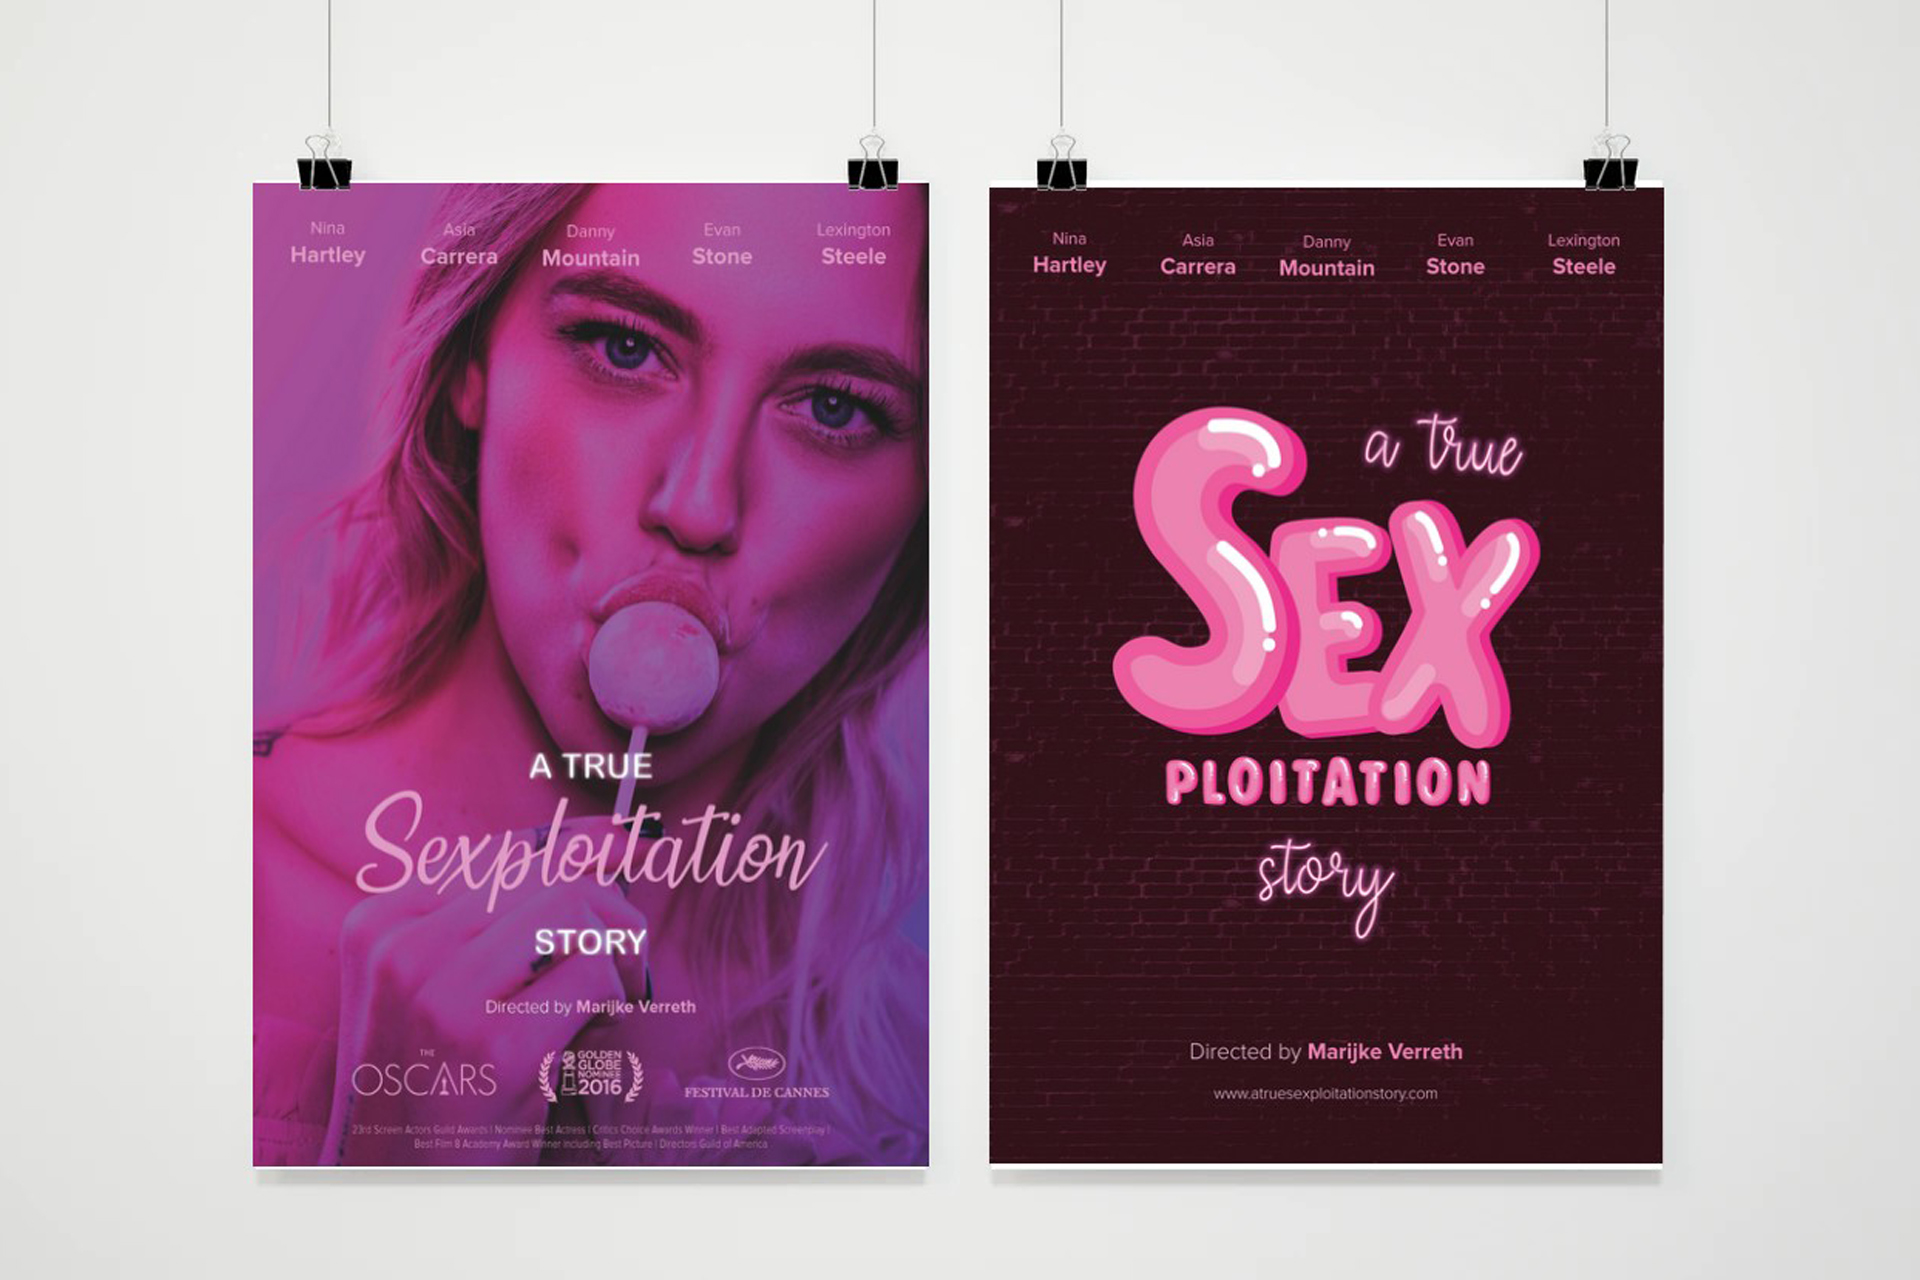 Nina Asia Danny Evan Lexington
Hartley Carrera Mountain Stone Steele
A TRUE
Sexploitation
STORY
Directed by Marijke Verreth
THE
OSCARS
GOLDEN
GLOBE
NOMINEE
2016
FESTIVAL DE CANNES
23rd Screen Actors Guild Awards | Nominee Best Actress | Critics Choice Awards Winner | Best Adapted Screenplay |
Best Film 8 Academy Award Winner including Best Picture | Directors Guild of America
Nina Asia Danny Evan Lexington
Hartley Carrera Mountain Stone Steele
a true
SEX
PLOITATION
story
Directed by Marijke Verreth
www.atruesexploitationstory.com